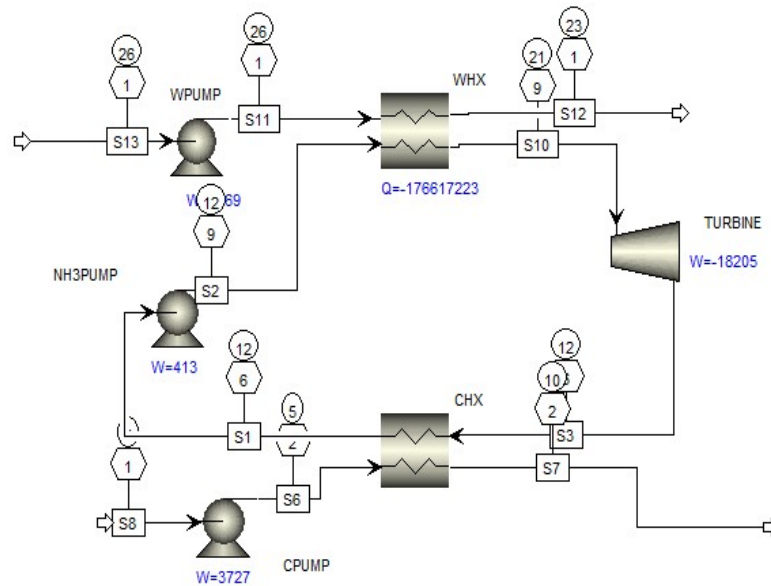 26
1
S13
WPUMP
26
1
S11
WHX
Q=-176617223
21
9
S10
23
1
S12
12
9
S2
NH3PUMP
W=413
TURBINE
W=-18205
12
6
S1
CHX
10
2
12
S3
S7
5
2
S6
1
S8
CPUMP
W=3727